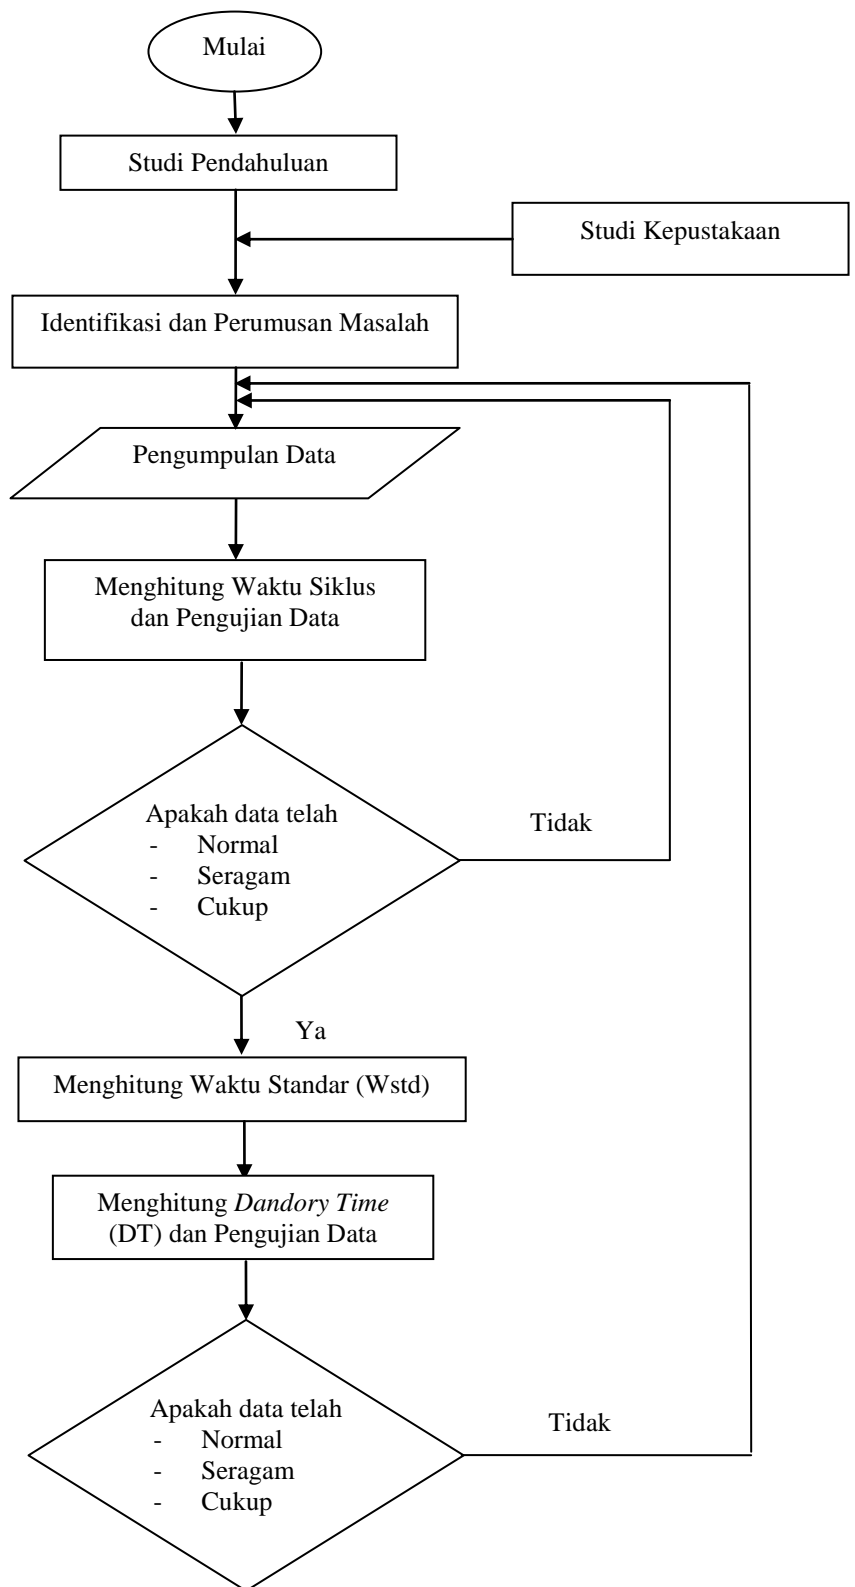 Mulai
Studi Pendahuluan
Studi Kepustakaan
Identifikasi dan Perumusan Masalah
Pengumpulan Data
Menghitung Waktu Siklus
dan Pengujian Data
Apakah data telah
- Normal
- Seragam
- Cukup
Tidak
Ya
Menghitung Waktu Standar (Wstd)
Menghitung Dandory Time
(DT) dan Pengujian Data
Apakah data telah
- Normal
- Seragam
- Cukup
Tidak